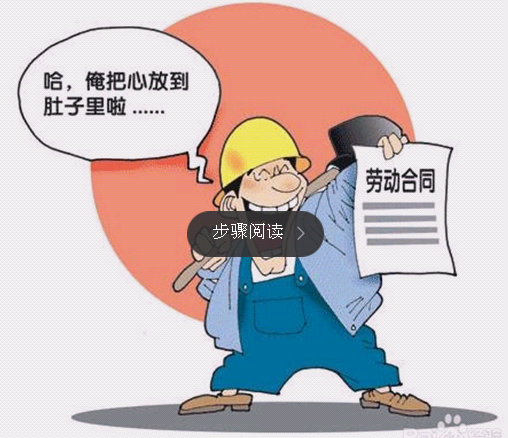 哈，俺把心放到
肚子里啦......
劳动合同
步骤阅读